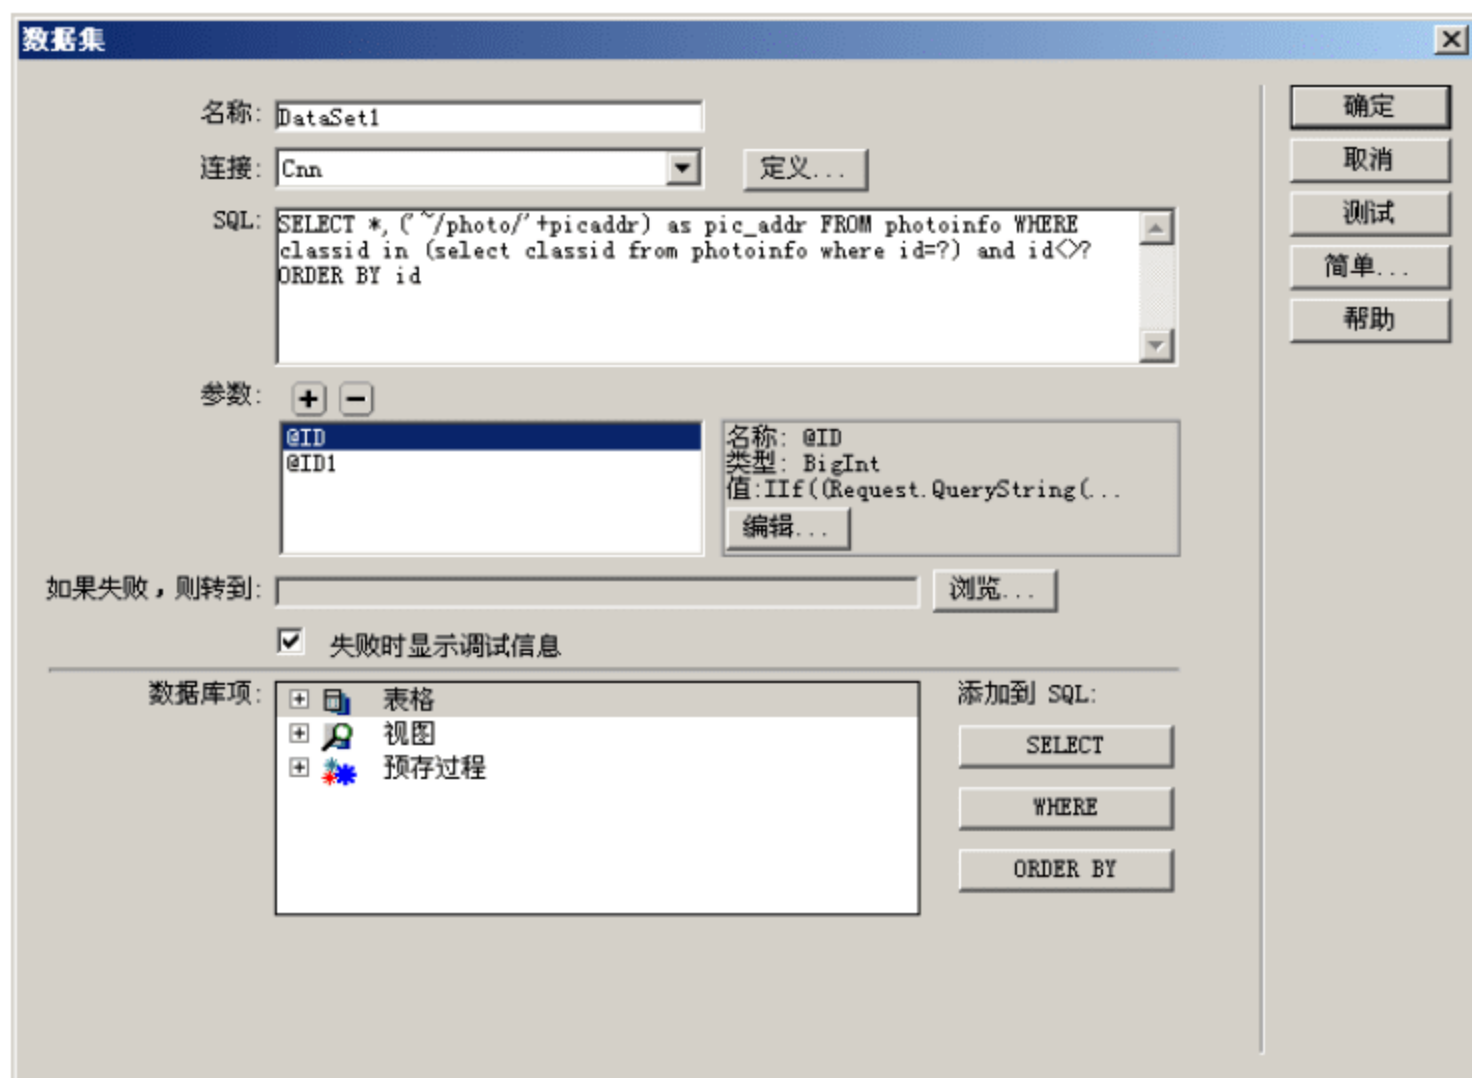 数据集
名称: DataSet1
确定
连接: Cnn
定义...
取消
SQL: SELECT *,('~/photo/'+picaddr) as pic_addr FROM photoinfo WHERE
classid in (select classid from photoinfo where id=?) and id<>?
ORDER BY id
测试
简单...
帮助
参数:
@ID
@ID1
名称: @ID
类型: BigInt
值:IIf((Request.QueryString(...
编辑...
如果失败，则转到:
浏览...
失败时显示调试信息
数据库项:
表格
视图
预存过程
添加到 SQL:
SELECT
WHERE
ORDER BY